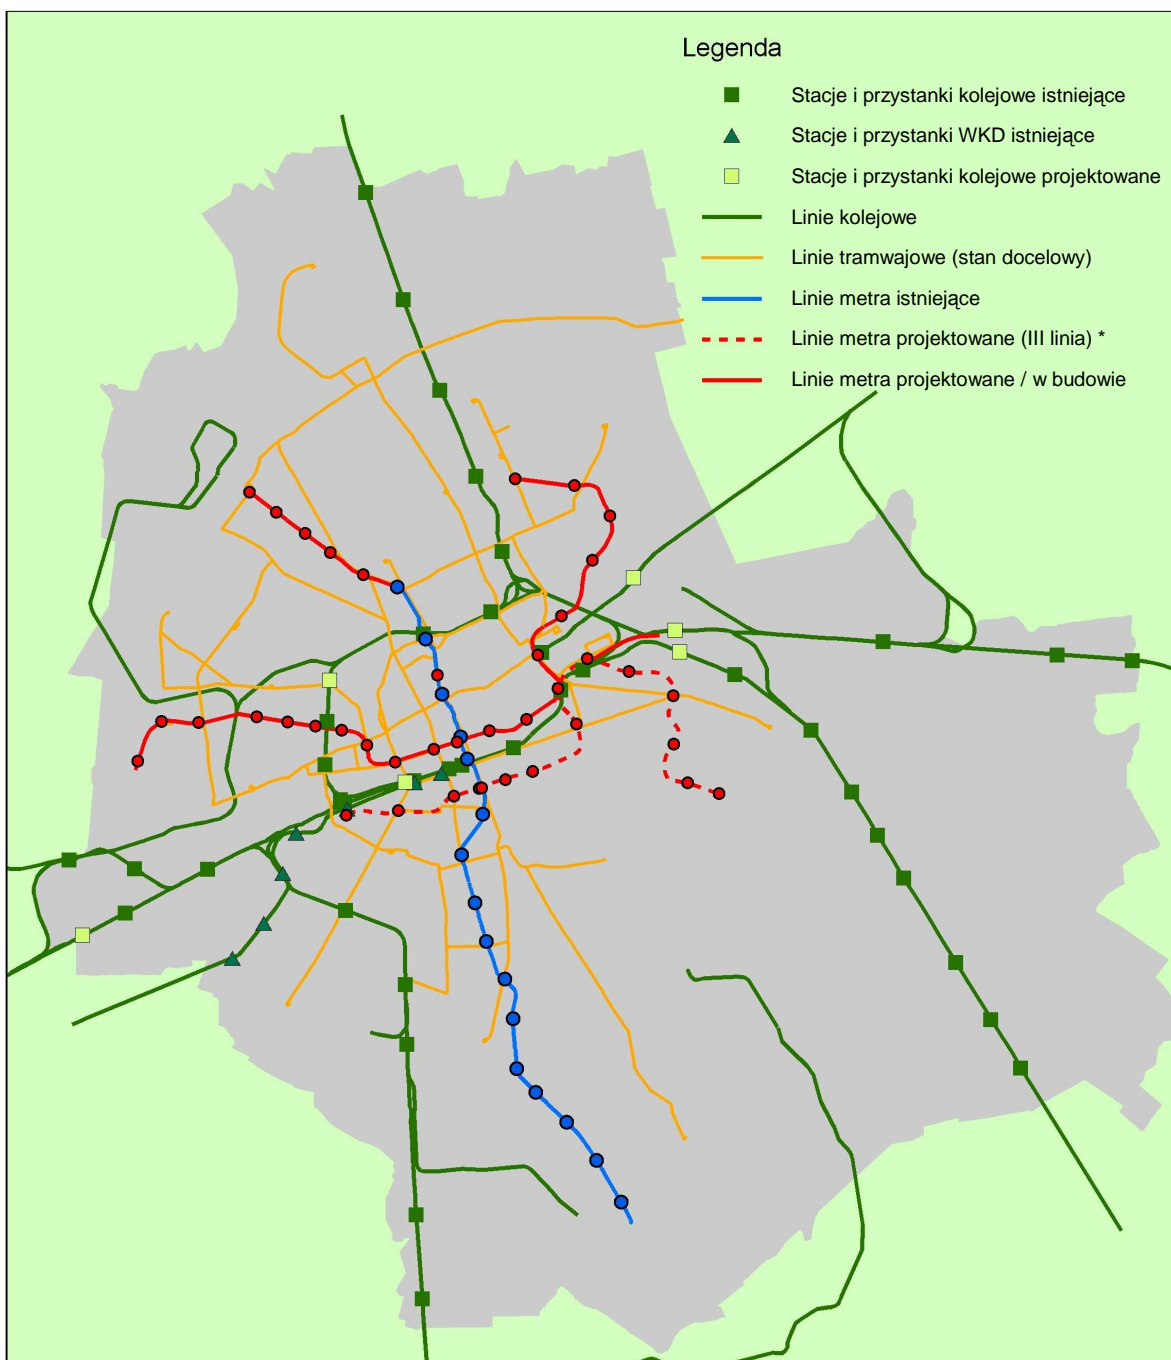 Legenda
Stacje i przystanki kolejowe istniejące
Stacje i przystanki WKD istniejące
Stacje i przystanki kolejowe projektowane
Linie kolejowe
Linie tramwajowe (stan docelowy)
Linie metra istniejące
Linie metra projektowane (III linia) *
Linie metra projektowane / w budowie